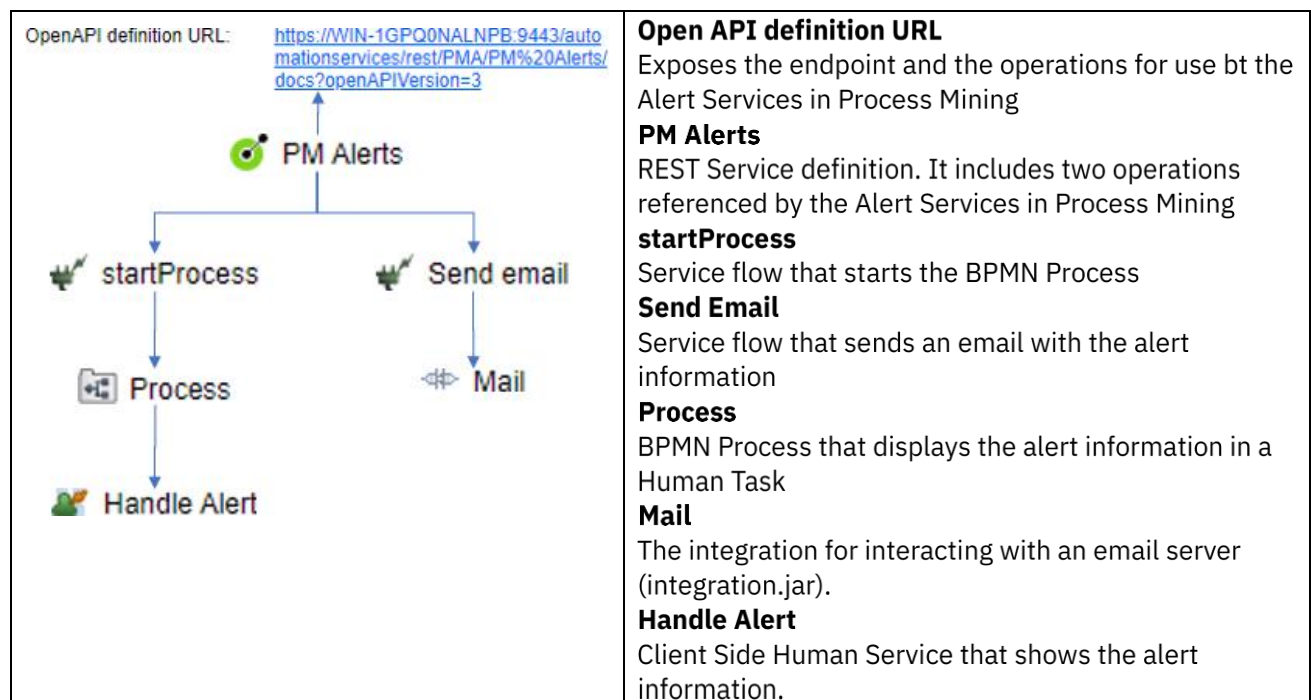 OpenAPI definition URL:
https://WIN-1GPQ0NALNPB:9443/auto
mationservices/rest/PMA/PM%20Alerts/
docs?openAPIVersion=3
PM Alerts
startProcess
Send email
Process
Mail
Handle Alert
Open API definition URL
Exposes the endpoint and the operations for use bt the
Alert Services in Process Mining
PM Alerts
REST Service definition. It includes two operations
referenced by the Alert Services in Process Mining
startProcess
Service flow that starts the BPMN Process
Send Email
Service flow that sends an email with the alert
information
Process
BPMN Process that displays the alert information in a
Human Task
Mail
The integration for interacting with an email server
(integration.jar).
Handle Alert
Client Side Human Service that shows the alert
information.